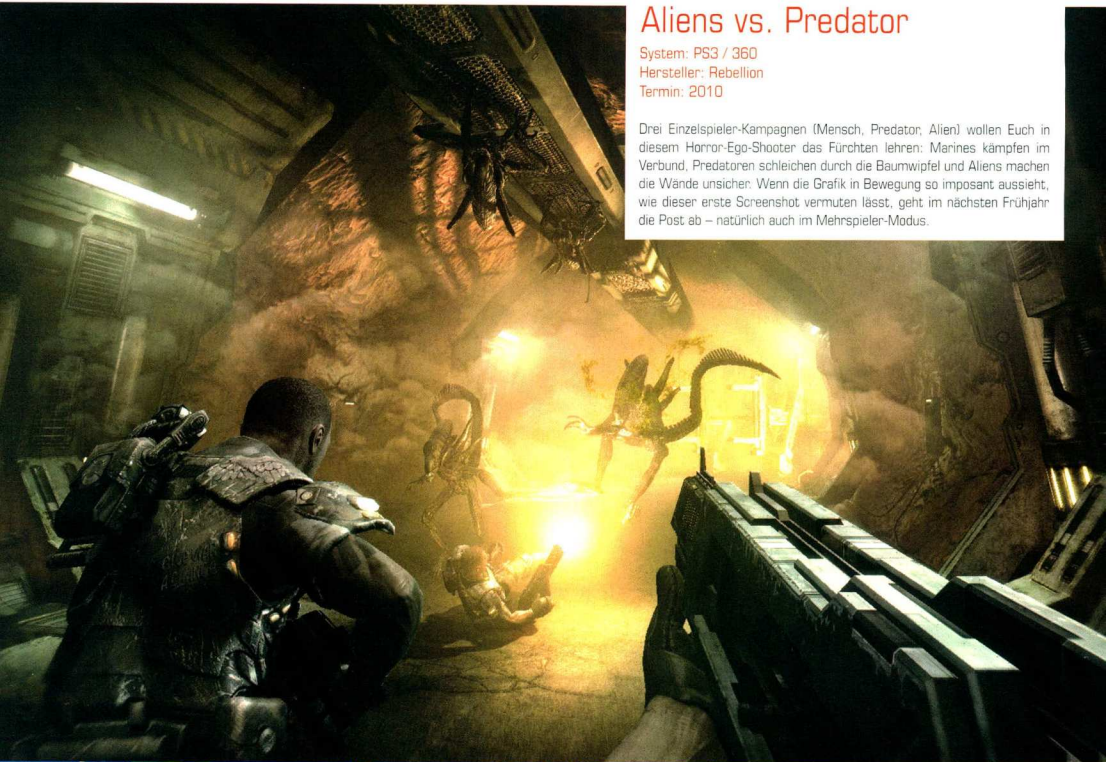 Aliens vs. Predator
System: PS3 / 360
Hersteller: Rebellion
Termin: 2010
Drei Einzelspieler-Kampagnen (Mensch, Predator, Alien) wollen Euch in
diesem Horror-Ego-Shooter das Fürchten lehren: Marines kämpfen im
Verbund, Predatoren schleichen durch die Baumwipfel und Aliens machen
die Wände unsicher. Wenn die Grafik in Bewegung so imposant aussieht,
wie dieser erste Screenshot vermuten lässt, geht im nächsten Frühjahr
die Post ab – natürlich auch im Mehrspieler-Modus.